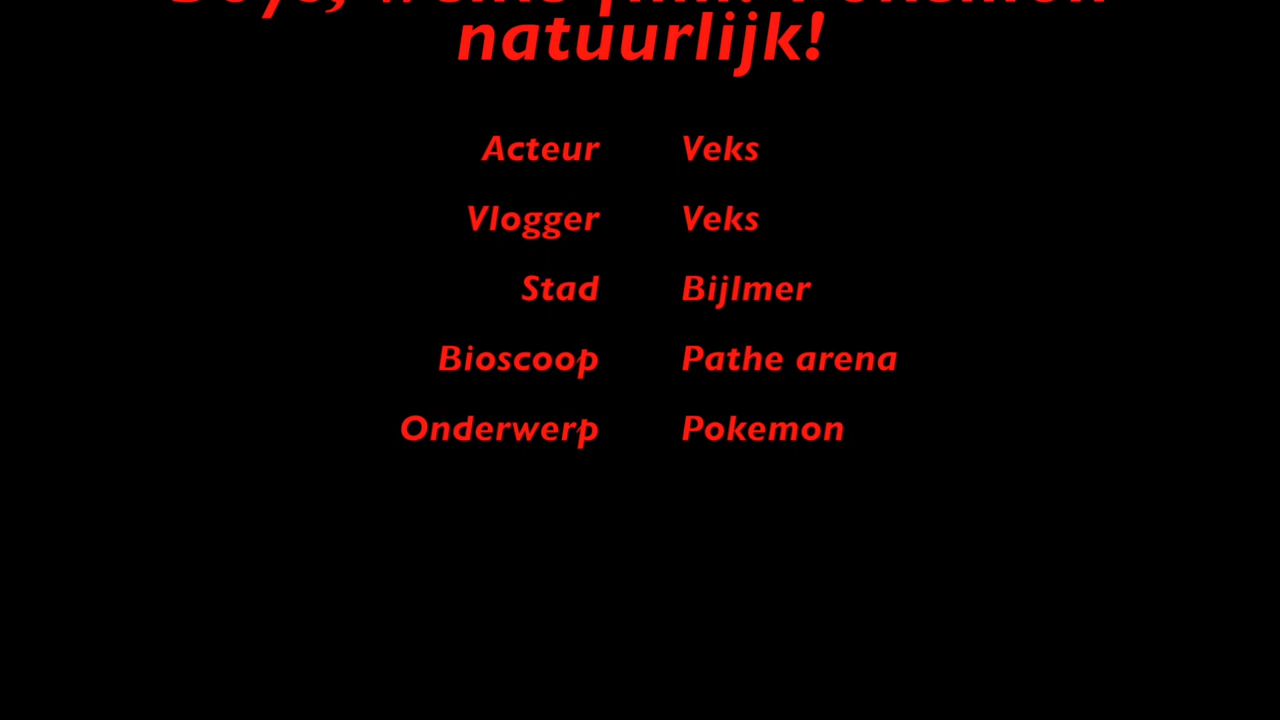 natuurlijk!
Acteur Veks
Vlogger Veks
Stad Bijlmer
Bioscoop Pathe arena
Onderwerp Pokemon